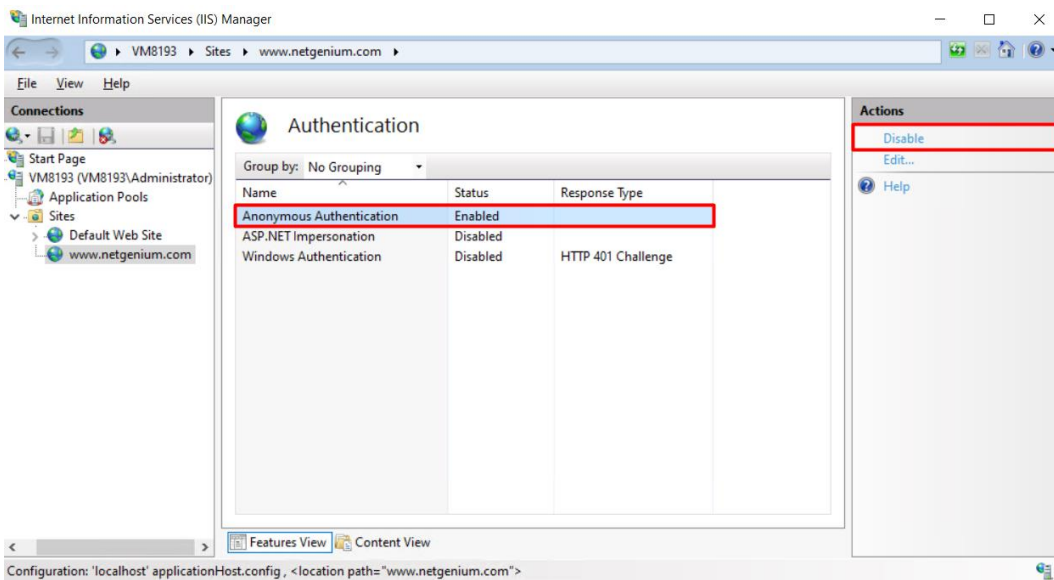 Internet Information Services (IIS) Manager
VM8193 Sites www.netgenium.com
File View Help
Connections
Start Page
VM8193 (VM8193\Administrator)
Application Pools
Sites
Default Web Site
www.netgenium.com
Authentication
Group by: No Grouping
Name Status Response Type
Anonymous Authentication Enabled
ASP.NET Impersonation Disabled
Windows Authentication Disabled HTTP 401 Challenge
Features View Content View
Actions
Disable
Edit...
Help
Configuration: 'localhost' applicationHost.config , <location path="www.netgenium.com">